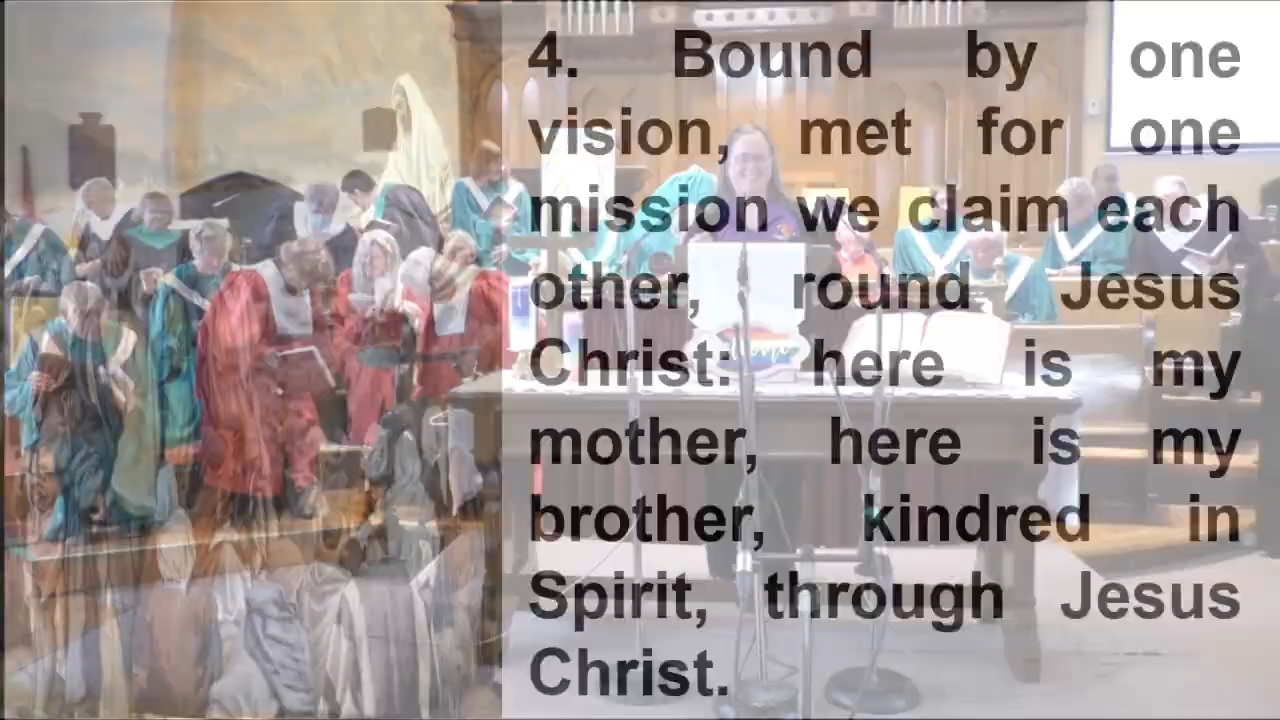 4. Bound by one
vision, met for one
mission we claim each
other, round Jesus
Christ: here is my
mother, here is my
brother, kindred in
Spirit, through Jesus
Christ.